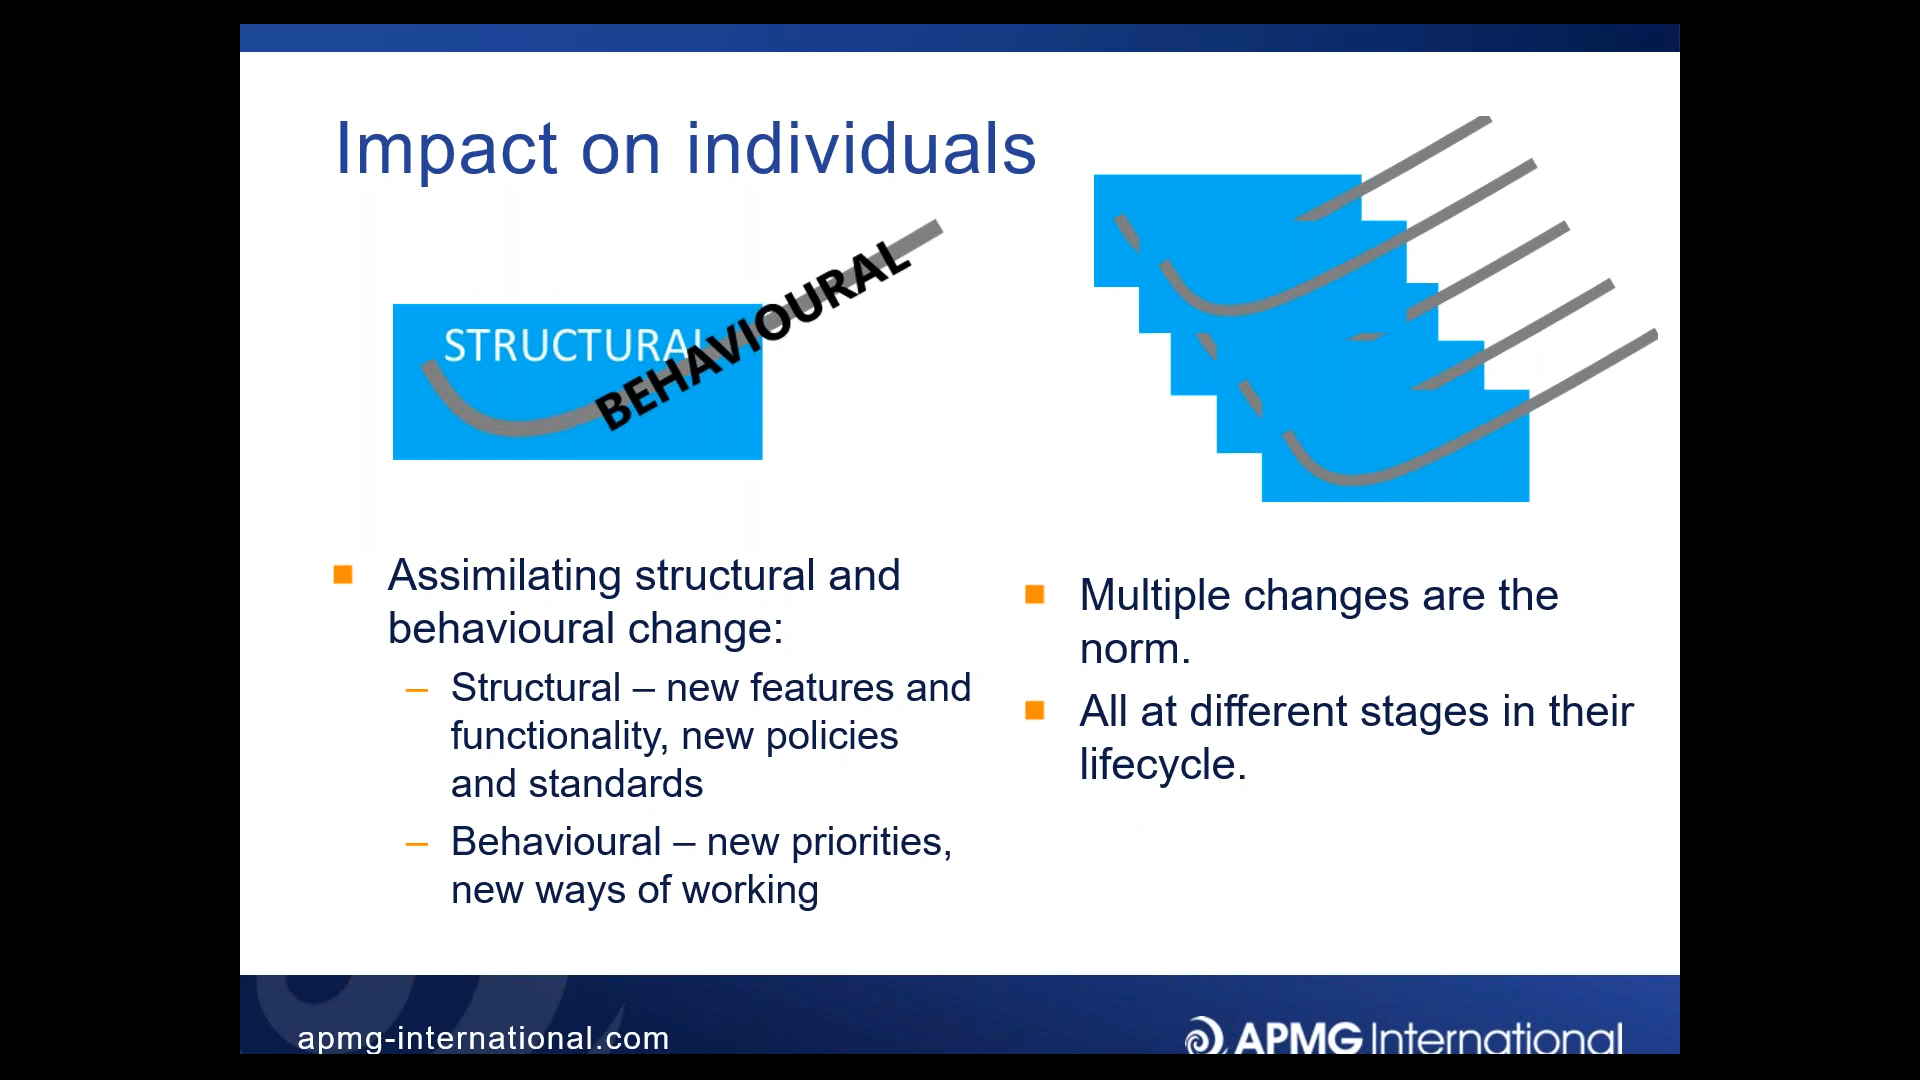 Impact on individuals
STRUCTURAL
BEHAVIOURAL
Assimilating structural and
behavioural change:
– Structural – new features and
functionality, new policies
and standards
– Behavioural – new priorities,
new ways of working
Multiple changes are the
norm.
All at different stages in their
lifecycle.
apmg-international.com
APMG International